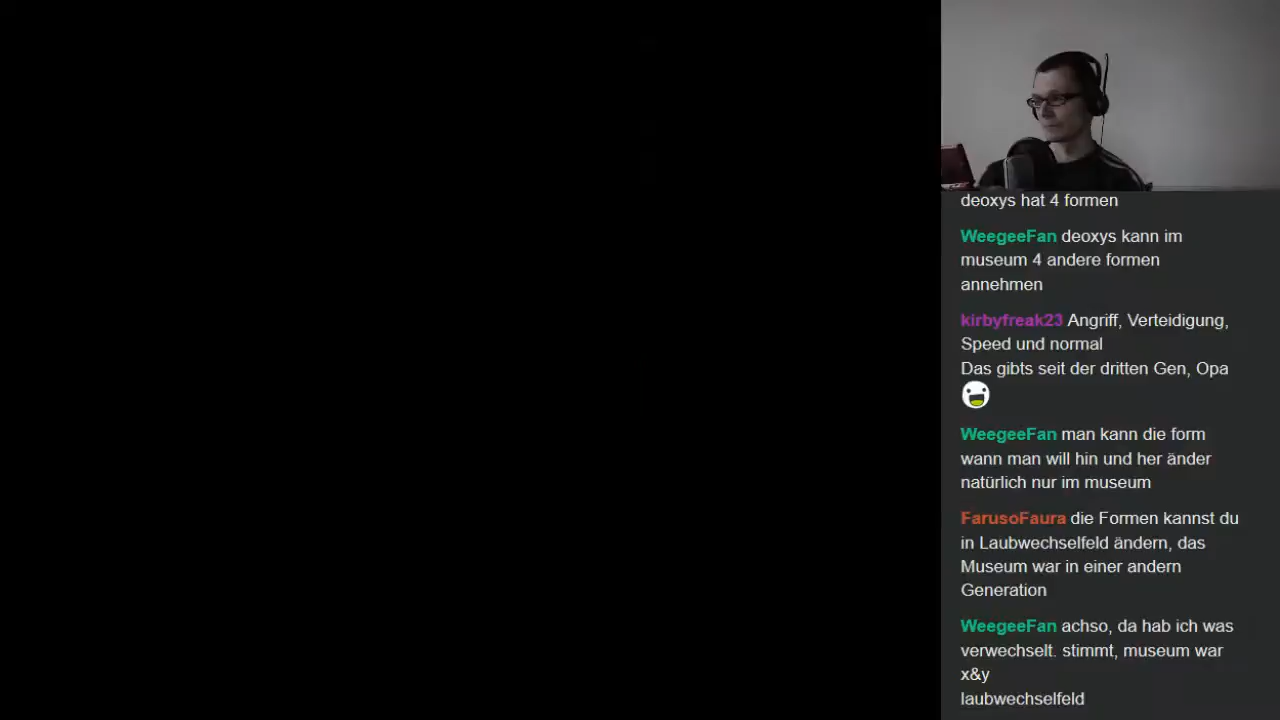 deoxys hat 4 formen
WeegeeFan deoxys kann im
museum 4 andere formen
annehmen
kirbyfreak23 Angriff, Verteidigung,
Speed und normal
Das gibts seit der dritten Gen, Opa
WeegeeFan man kann die form
wann man will hin und her änder
natürlich nur im museum
FarusoFaura die Formen kannst du
in Laubwechselfeld ändern, das
Museum war in einer andern
Generation
WeegeeFan achso, da hab ich was
verwechselt. stimmt, museum war
x&y
laubwechselfeld